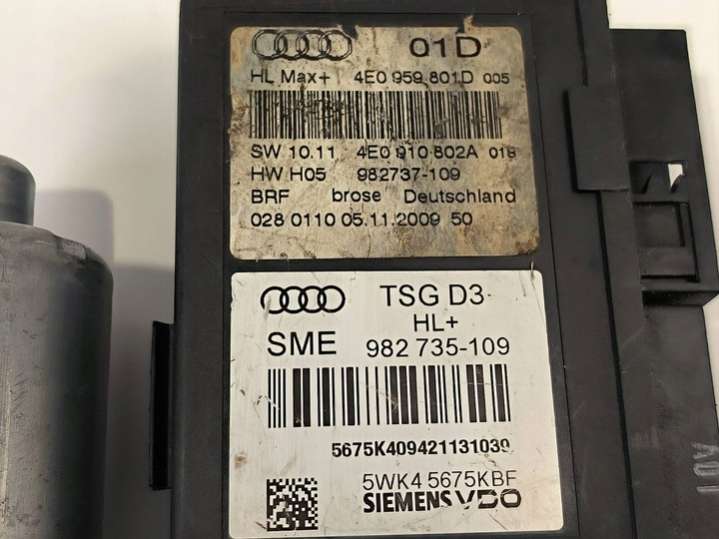 01D
HL Max+ 4E0 959 801D 005
SW 10.11 4E0 910 802A 018
HW H05 982737-109
BRF brose Deutschland
028 0110 05.11.2009 50
TSG D3
HL+
SME 982 735-109
5675K409421131039
5WK4 5675KBF
SIEMENS VDO